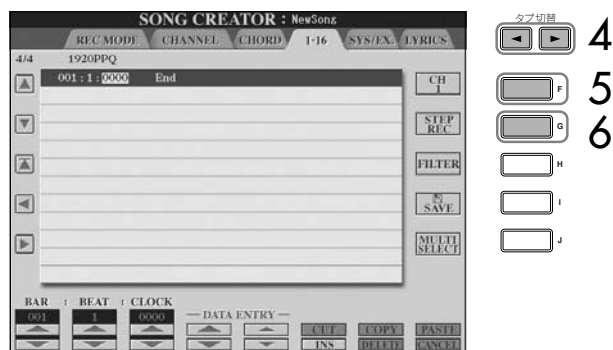 SONG CREATOR : NewSong
REC MODE CHANNEL CHORD 1-16 SYS/EX. LYRICS
4/4 1920PPQ
001 : 1 : 0000 End
CH 1
STEP REC
FILTER
SAVE
MULTI SELECT
BAR : BEAT : CLOCK
001 1 0000
DATA ENTRY
CUT COPY PASTE
INS DELETE CANCEL
タブ切替
4
F 5
G 6
H
I
J